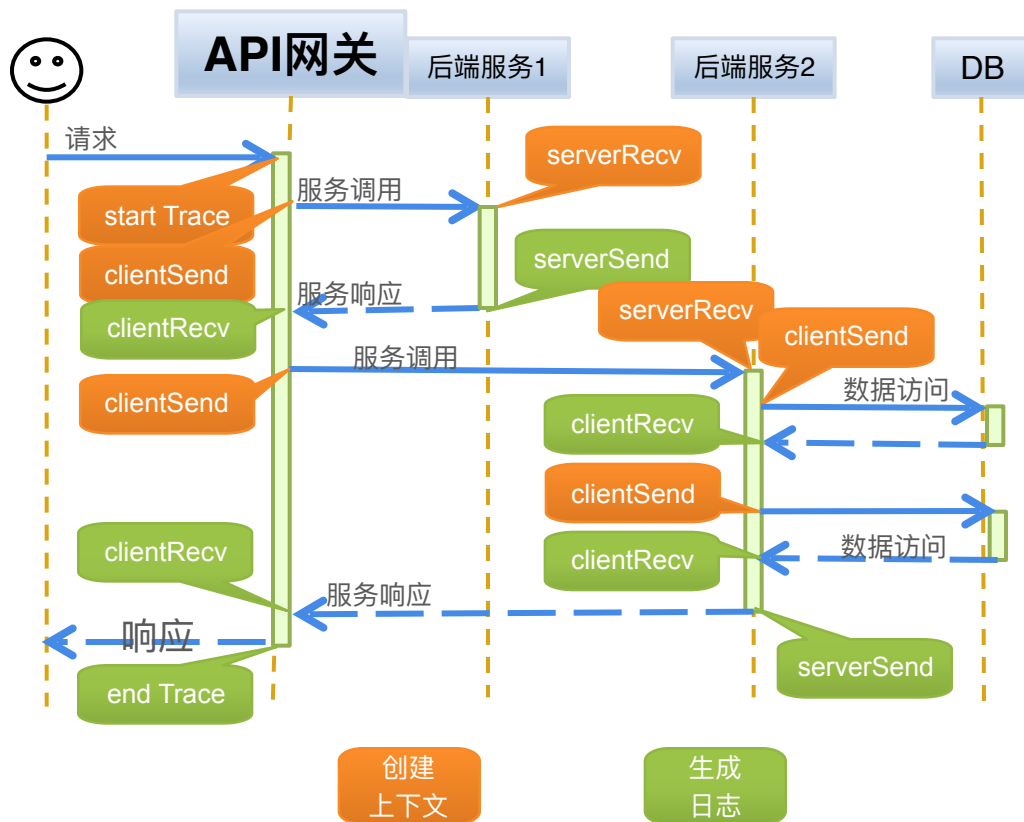 API网关
后端服务1
后端服务2
DB
请求
serverRecv
服务调用
start Trace
serverSend
clientSend
服务响应
serverRecv
clientRecv
clientSend
服务调用
数据访问
clientSend
clientRecv
clientSend
clientRecv
数据访问
clientRecv
服务响应
响应
serverSend
end Trace
创建
上下文
生成
日志